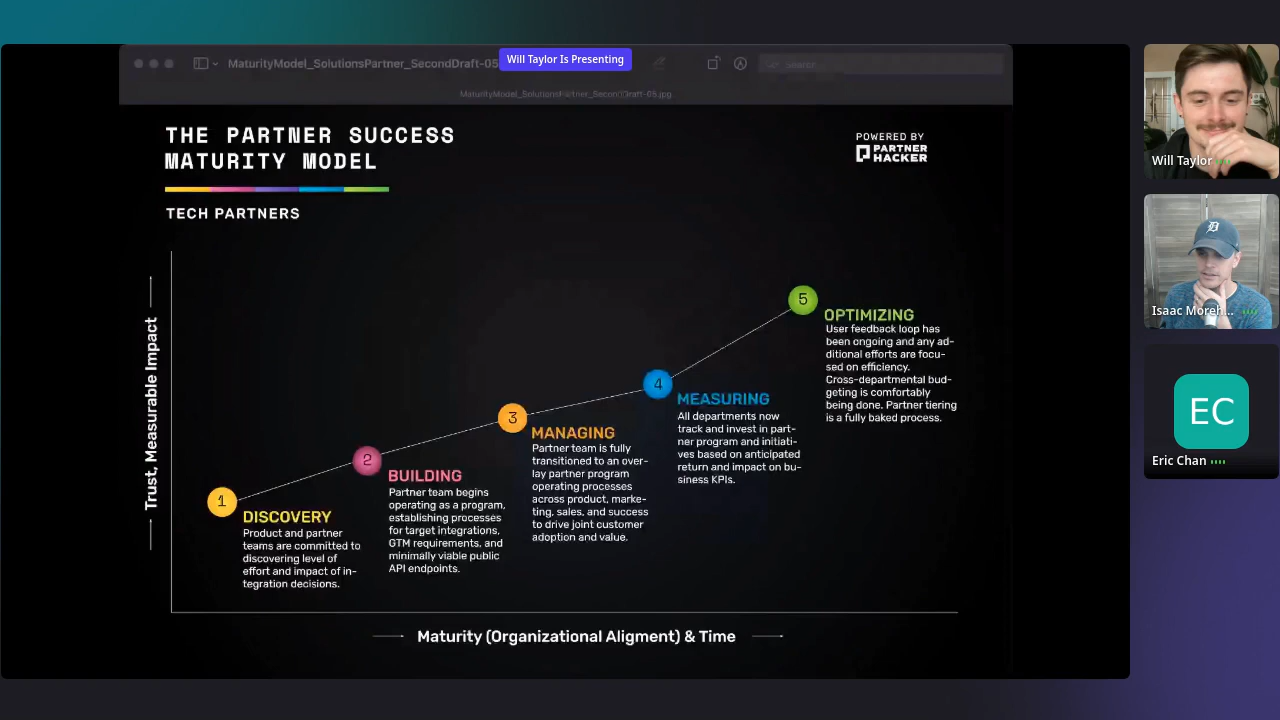 MaturityModel_SolutionsPartner_SecondDraft-05
Will Taylor Is Presenting
Search
MaturityModel_SolutionsPartner_SecondDraft-05.jpg
THE PARTNER SUCCESS
MATURITY MODEL
POWERED BY
PARTNER
HACKER
TECH PARTNERS
Trust, Measurable Impact
1
DISCOVERY
Product and partner
teams are committed to
discovering level of
effort and impact of in-
tegration decisions.
2
BUILDING
Partner team begins
operating as a program,
establishing processes
for target integrations,
GTM requirements, and
minimally viable public
API endpoints.
3
MANAGING
Partner team is fully
transitioned to an over-
lay partner program
operating processes
across product, marke-
ting, sales, and success
to drive joint customer
adoption and value.
4
MEASURING
All departments now
track and invest in part-
ner program and initiati-
ves based on anticipated
return and impact on bu-
siness KPIs.
5
OPTIMIZING
User feedback loop has
been ongoing and any ad-
ditional efforts are focu-
sed on efficiency.
Cross-departmental bud-
geting is comfortably
being done. Partner tiering
is a fully baked process.
Maturity (Organizational Aligment) & Time
Will Taylor
Isaac Moreh...
EC
Eric Chan